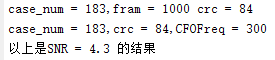 case_num = 183,fram = 1000 crc = 84
case_num = 183,crc = 84,CFOFreq = 300
以上是SNR = 4.3 的结果